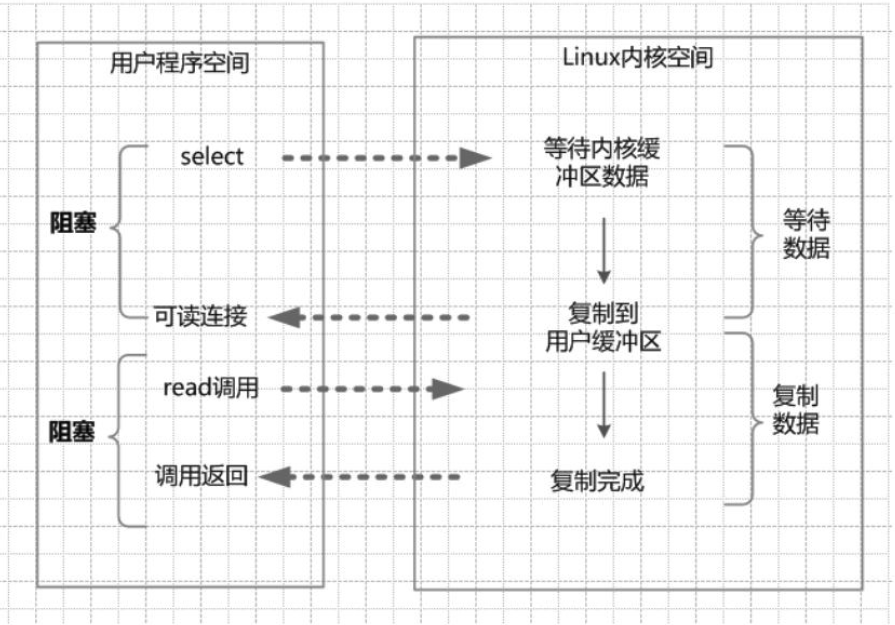 用户程序空间
Linux内核空间
select
等待内核缓
冲区数据
阻塞
等待
数据
可读连接
复制到
用户缓冲区
read调用
复制
数据
阻塞
调用返回
复制完成